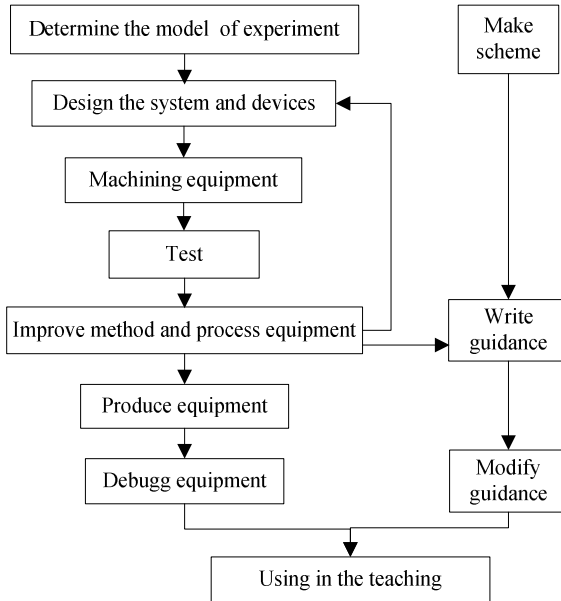 Determine the model of experiment
Make
scheme
Design the system and devices
Machining equipment
Test
Improve method and process equipment
Write
guidance
Produce equipment
Debugg equipment
Modify
guidance
Using in the teaching